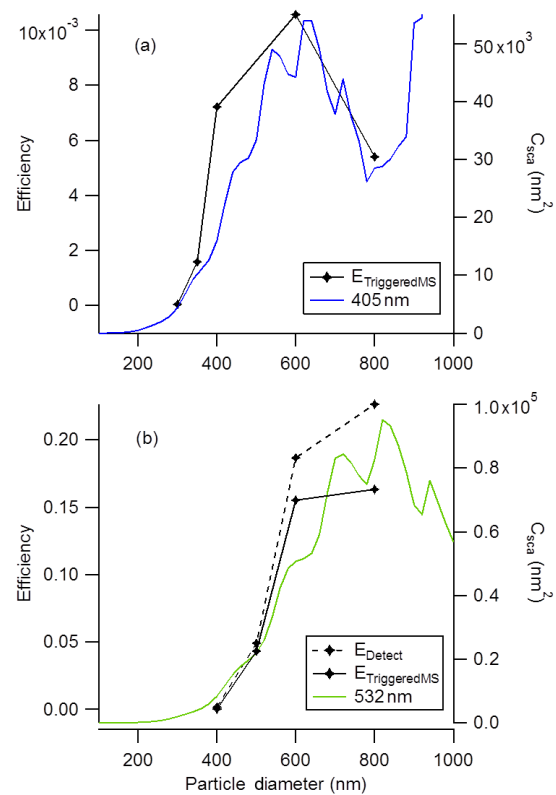 (a)
10x10⁻³
8
6
4
2
0
Efficiency
50x10³
40
30
20
10
0
C_sca (nm²)
E_TriggeredMS
405 nm
200 400 600 800 1000
(b)
0.20
0.15
0.10
0.05
0.00
Efficiency
1.0x10⁵
0.8
0.6
0.4
0.2
0.0
C_sca (nm²)
E_Detect
E_TriggeredMS
532 nm
200 400 600 800 1000
Particle diameter (nm)